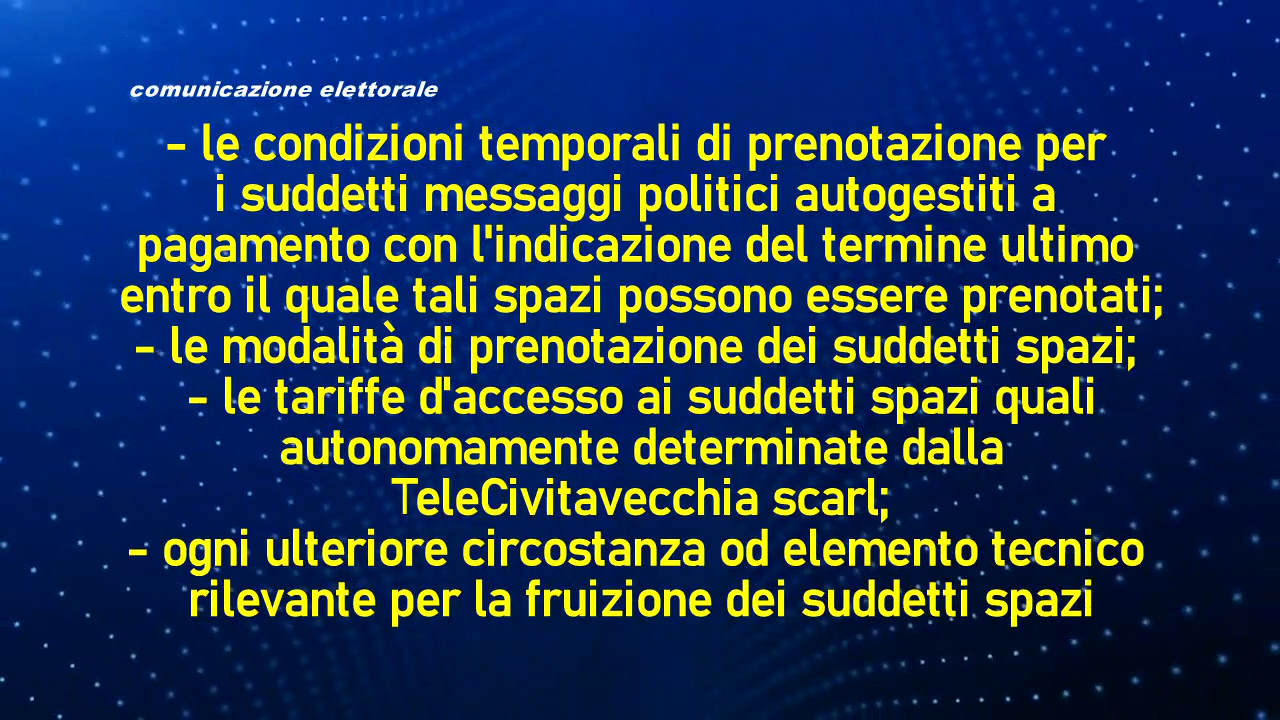 comunicazione elettorale
- le condizioni temporali di prenotazione per
i suddetti messaggi politici autogestiti a
pagamento con l'indicazione del termine ultimo
entro il quale tali spazi possono essere prenotati;
- le modalità di prenotazione dei suddetti spazi;
- le tariffe d'accesso ai suddetti spazi quali
autonomamente determinate dalla
TeleCivitavecchia scarl;
- ogni ulteriore circostanza od elemento tecnico
rilevante per la fruizione dei suddetti spazi